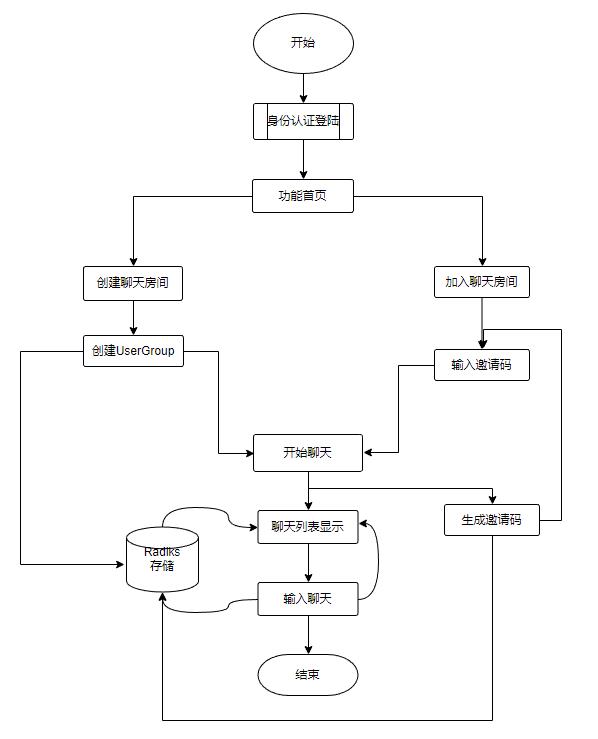 开始
身份认证登陆
功能首页
创建聊天房间
加入聊天房间
创建UserGroup
输入邀请码
开始聊天
聊天列表显示
生成邀请码
Radiks
存储
输入聊天
结束